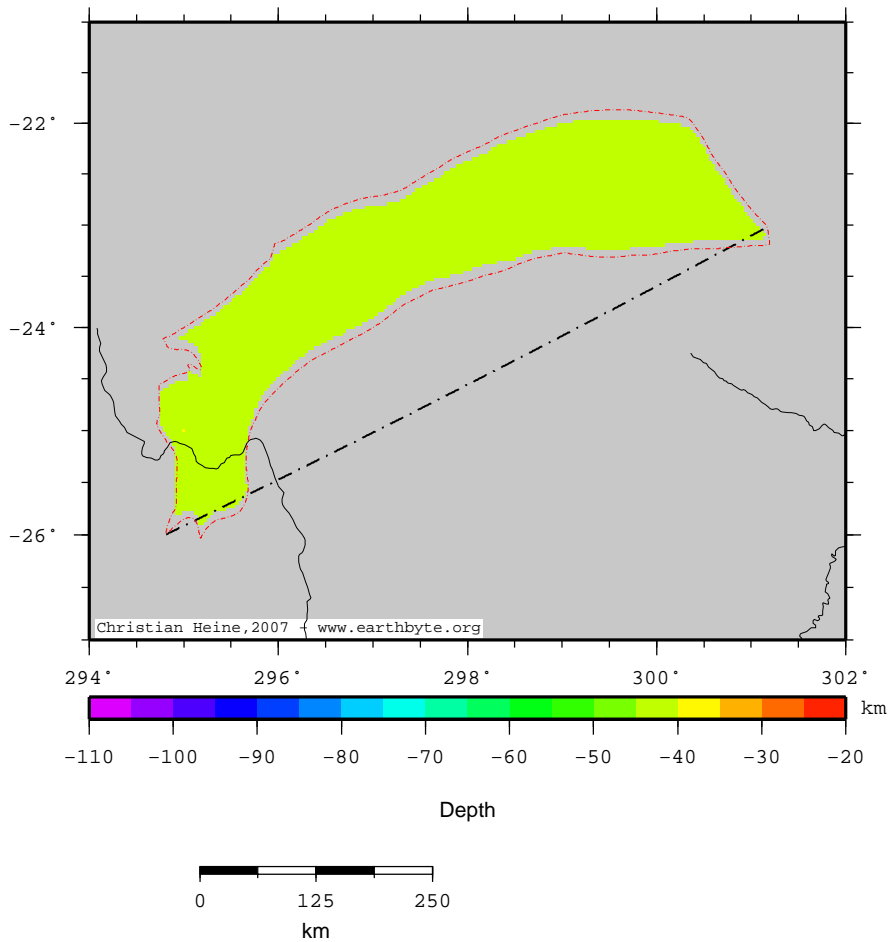 −22°
−24°
−26°
Christian Heine,2007 − www.earthbyte.org
294° 296° 298° 300° 302°
km
−110 −100 −90 −80 −70 −60 −50 −40 −30 −20
Depth
0 125 250
km